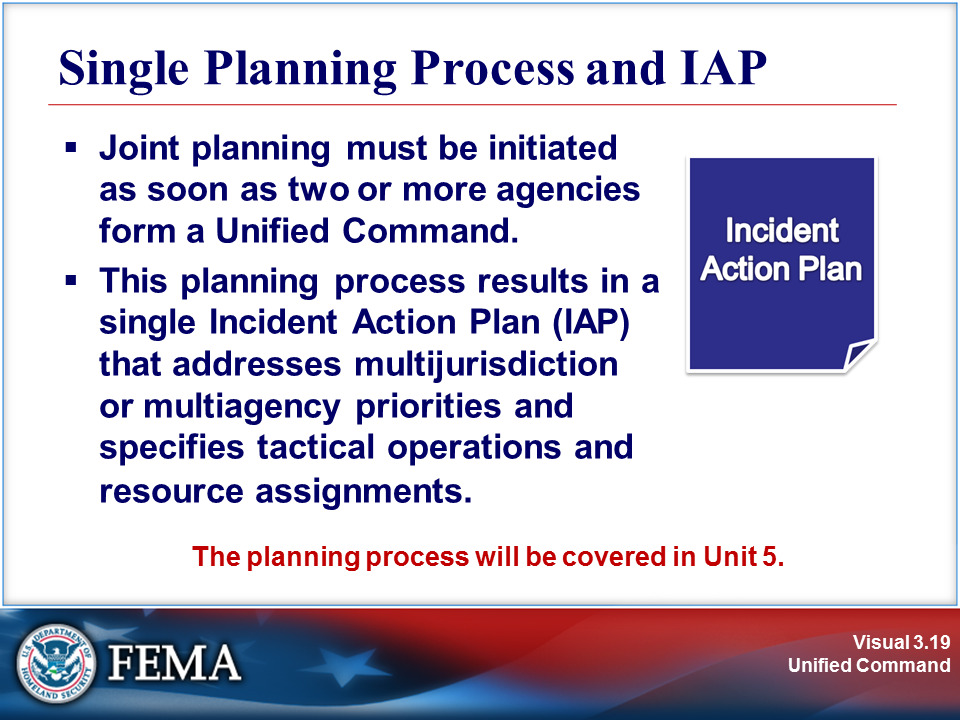 Single Planning Process and IAP
▪ Joint planning must be initiated
as soon as two or more agencies
form a Unified Command.
▪ This planning process results in a
single Incident Action Plan (IAP)
that addresses multijurisdiction
or multiagency priorities and
specifies tactical operations and
resource assignments.
Incident
Action Plan
The planning process will be covered in Unit 5.
U.S. DEPARTMENT OF
HOMELAND SECURITY
FEMA
Visual 3.19
Unified Command